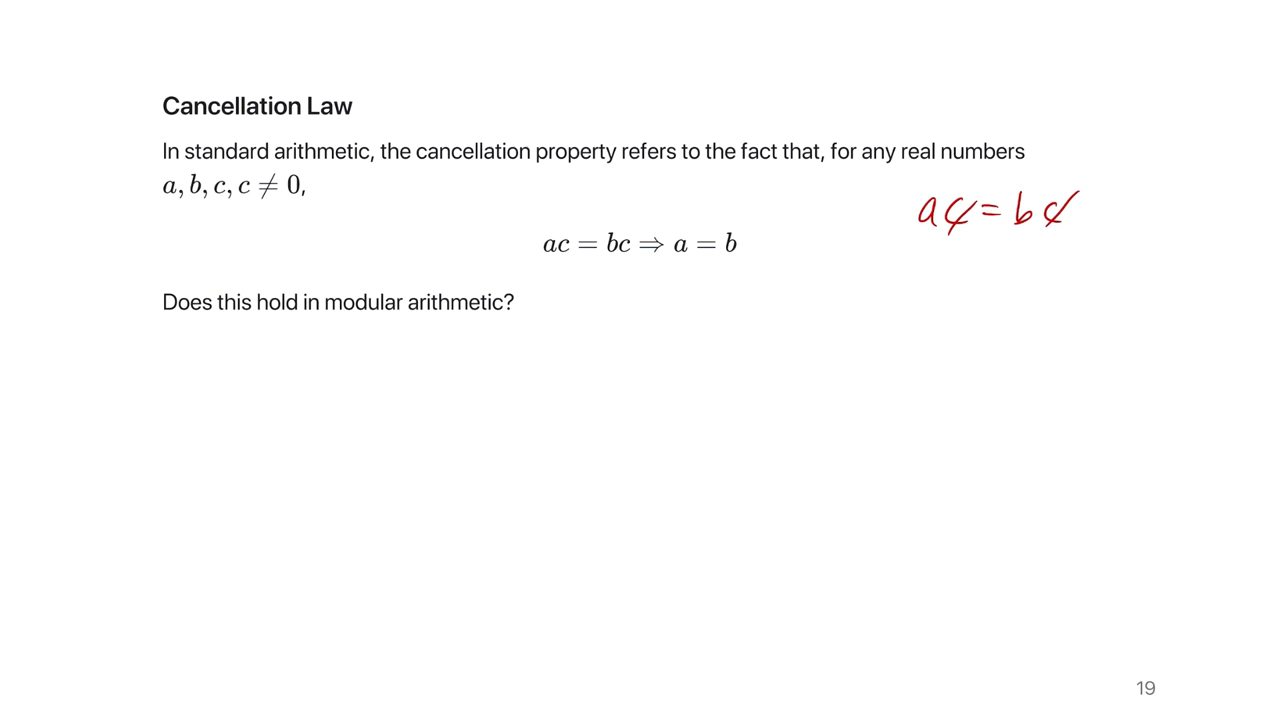 Cancellation Law
In standard arithmetic, the cancellation property refers to the fact that, for any real numbers
a, b, c, c ≠ 0,
ac = bc
ac = bc ⇒ a = b
Does this hold in modular arithmetic?
19